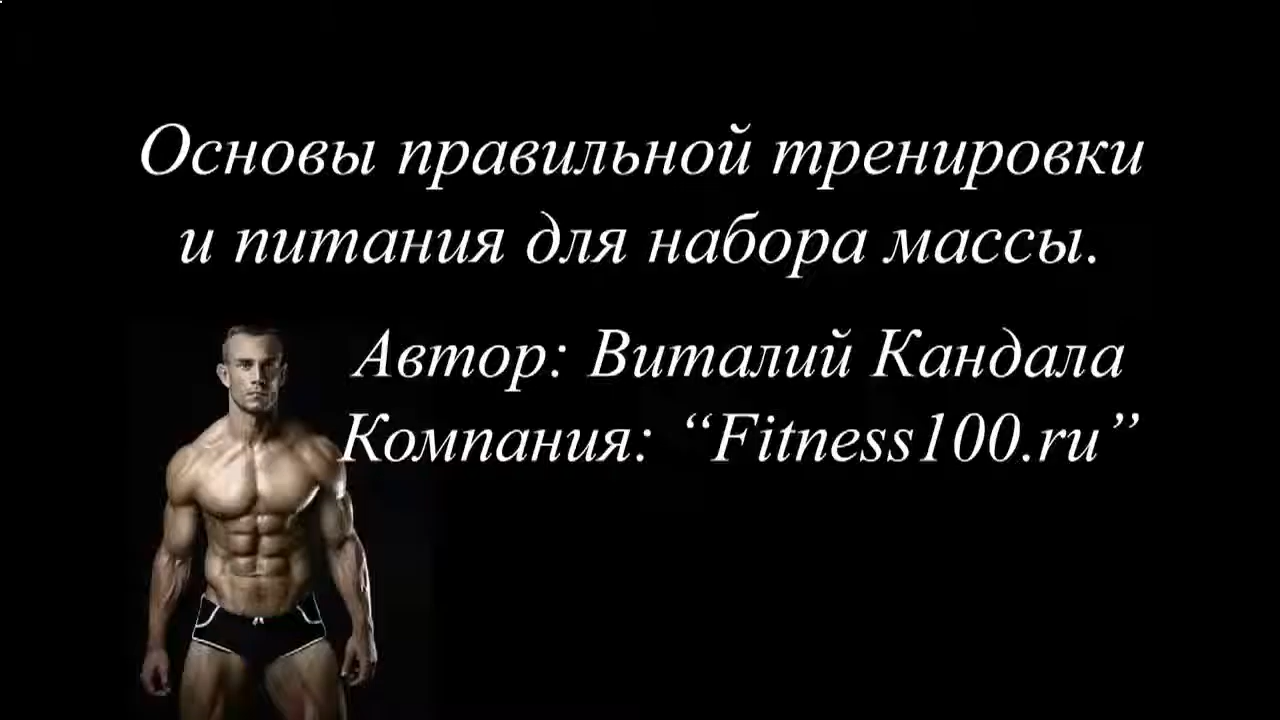 Основы правильной тренировки
и питания для набора массы.
Автор: Виталий Кандала
Компания: “Fitness100.ru”